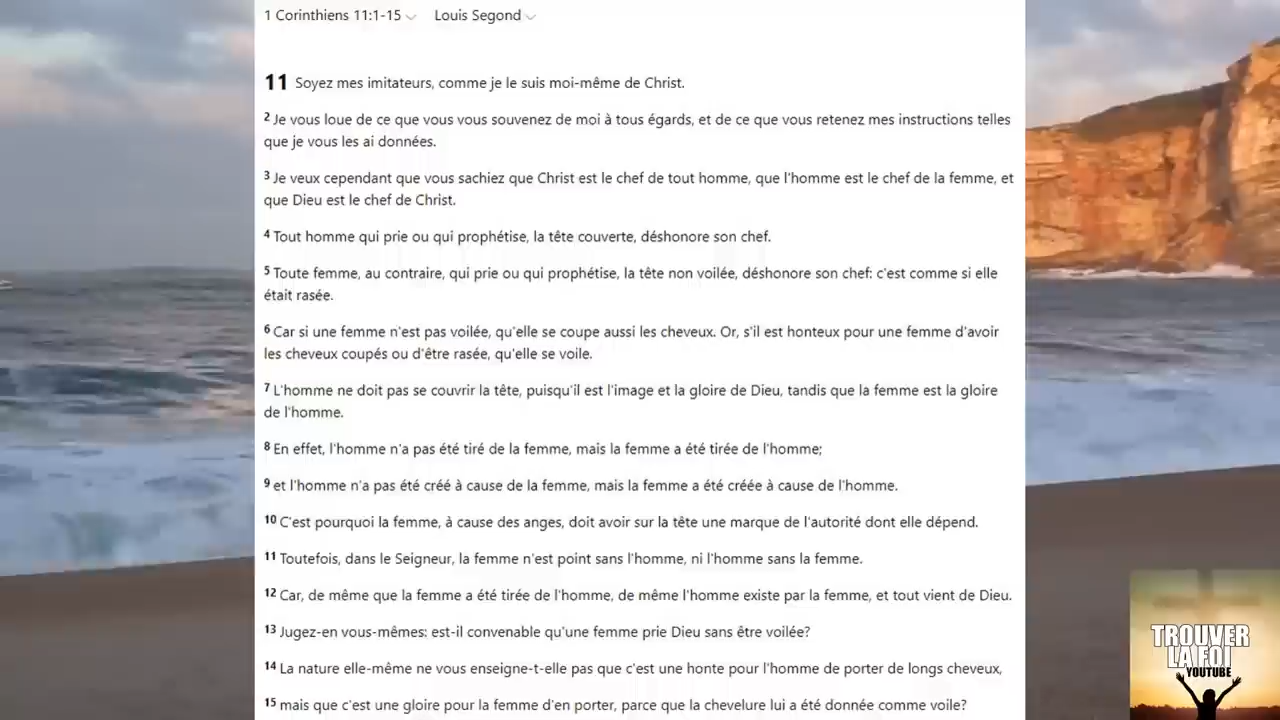 1 Corinthiens 11:1-15 Louis Segond
11 Soyez mes imitateurs, comme je le suis moi-même de Christ.
2 Je vous loue de ce que vous vous souvenez de moi à tous égards, et de ce que vous retenez mes instructions telles
que je vous les ai données.
3 Je veux cependant que vous sachiez que Christ est le chef de tout homme, que l'homme est le chef de la femme, et
que Dieu est le chef de Christ.
4 Tout homme qui prie ou qui prophétise, la tête couverte, déshonore son chef.
5 Toute femme, au contraire, qui prie ou qui prophétise, la tête non voilée, déshonore son chef: c'est comme si elle
était rasée.
6 Car si une femme n'est pas voilée, qu'elle se coupe aussi les cheveux. Or, s'il est honteux pour une femme d'avoir
les cheveux coupés ou d'être rasée, qu'elle se voile.
7 L'homme ne doit pas se couvrir la tête, puisqu'il est l'image et la gloire de Dieu, tandis que la femme est la gloire
de l'homme.
8 En effet, l'homme n'a pas été tiré de la femme, mais la femme a été tirée de l'homme;
9 et l'homme n'a pas été créé à cause de la femme, mais la femme a été créée à cause de l'homme.
10 C'est pourquoi la femme, à cause des anges, doit avoir sur la tête une marque de l'autorité dont elle dépend.
11 Toutefois, dans le Seigneur, la femme n'est point sans l'homme, ni l'homme sans la femme.
12 Car, de même que la femme a été tirée de l'homme, de même l'homme existe par la femme, et tout vient de Dieu.
13 Jugez-en vous-mêmes: est-il convenable qu'une femme prie Dieu sans être voilée?
14 La nature elle-même ne vous enseigne-t-elle pas que c'est une honte pour l'homme de porter de longs cheveux,
15 mais que c'est une gloire pour la femme d'en porter, parce que la chevelure lui a été donnée comme voile?
TROUVER
LA FOI
YOUTUBE